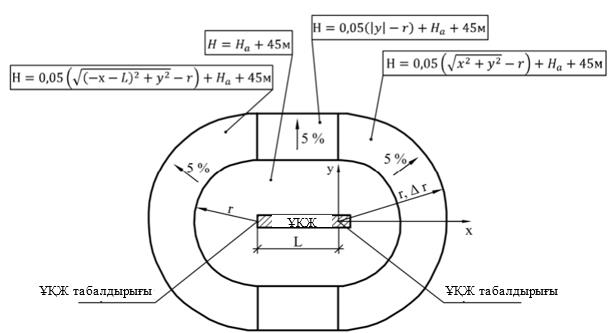 H = 0,05(|y| − r) + Hₐ + 45м
H = Hₐ + 45м
H = 0,05(√(x² + y²) − r) + Hₐ + 45м
H = 0,05(√((−x − L)² + y²) − r) + Hₐ + 45м
5 %
5 %
5 %
y
r, Δ r
r
ҰҚЖ
x
L
ҰҚЖ табалдырығы
ҰҚЖ табалдырығы